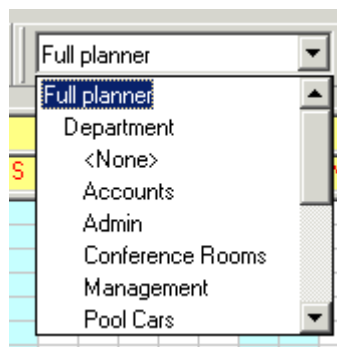 Full planner
Full planner
Department
<None>
Accounts
S
Admin
Conference Rooms
Management
Pool Cars